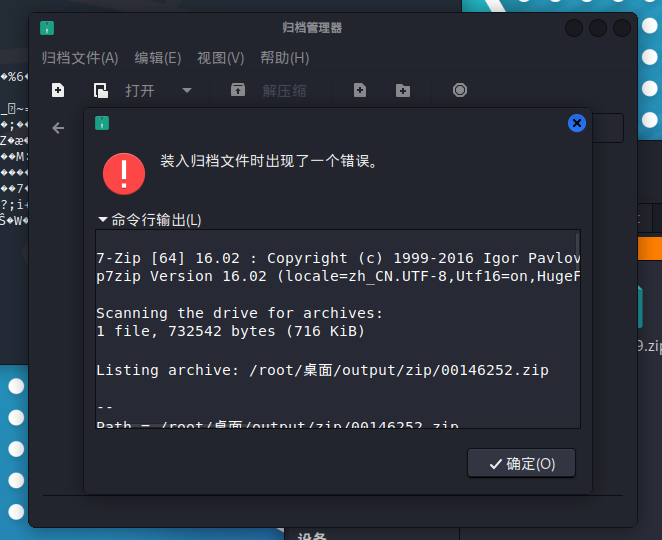 归档管理器
归档文件(A) 编辑(E) 视图(V) 帮助(H)
打开 解压缩
装入归档文件时出现了一个错误。
命令行输出(L)
7-Zip [64] 16.02 : Copyright (c) 1999-2016 Igor Pavlov
p7zip Version 16.02 (locale=zh_CN.UTF-8,Utf16=on,HugeF
Scanning the drive for archives:
1 file, 732542 bytes (716 KiB)
Listing archive: /root/桌面/output/zip/00146252.zip
--
Path = /root/桌面/output/zip/00146252.zip
确定(O)
9.zip
设备